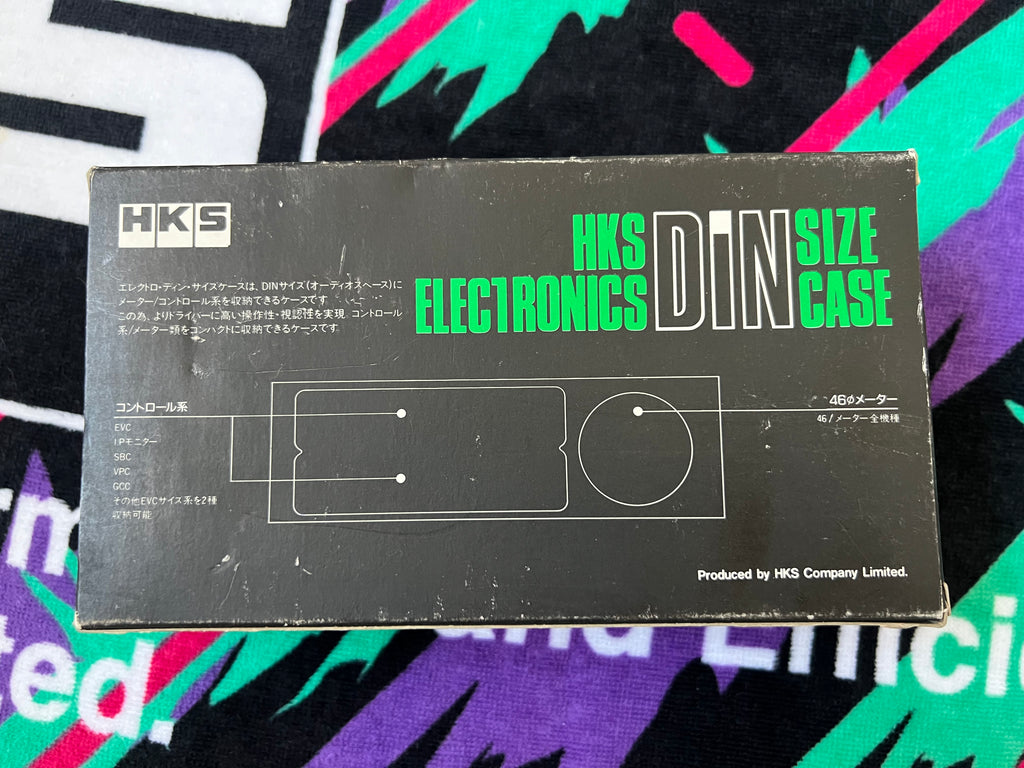 HKS
HKS
ELECTRONICS
DiN
SIZE
CASE
エレクトロ・ディン・サイズケースは、DINサイズ(オーディオスペース)に
メーター/コントロール系を収納できるケースです
この為、よりドライバーに高い操作性・視認性を実現。コントロール
系/メーター類をコンパクトに収納できるケースです。
コントロール系
EVC
I.Pモニター
SBC
VPC
GCC
その他EVCサイズ系を2種
収納可能
46φメーター
46/メーター全機種
Produced by HKS Company Limited.
ted.
and Efficie